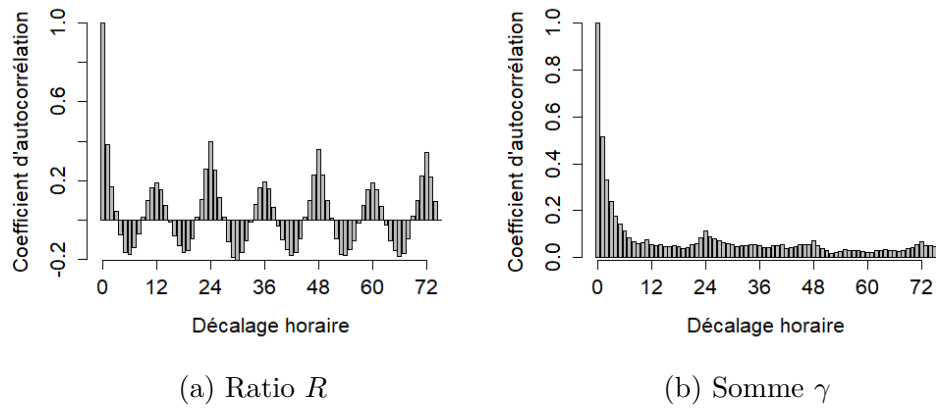 Coefficient d'autocorrélation
1.0
0.6
0.2
-0.2
0 12 24 36 48 60 72
Décalage horaire
(a) Ratio R
Coefficient d'autocorrélation
1.0
0.8
0.6
0.4
0.2
0.0
0 12 24 36 48 60 72
Décalage horaire
(b) Somme γ